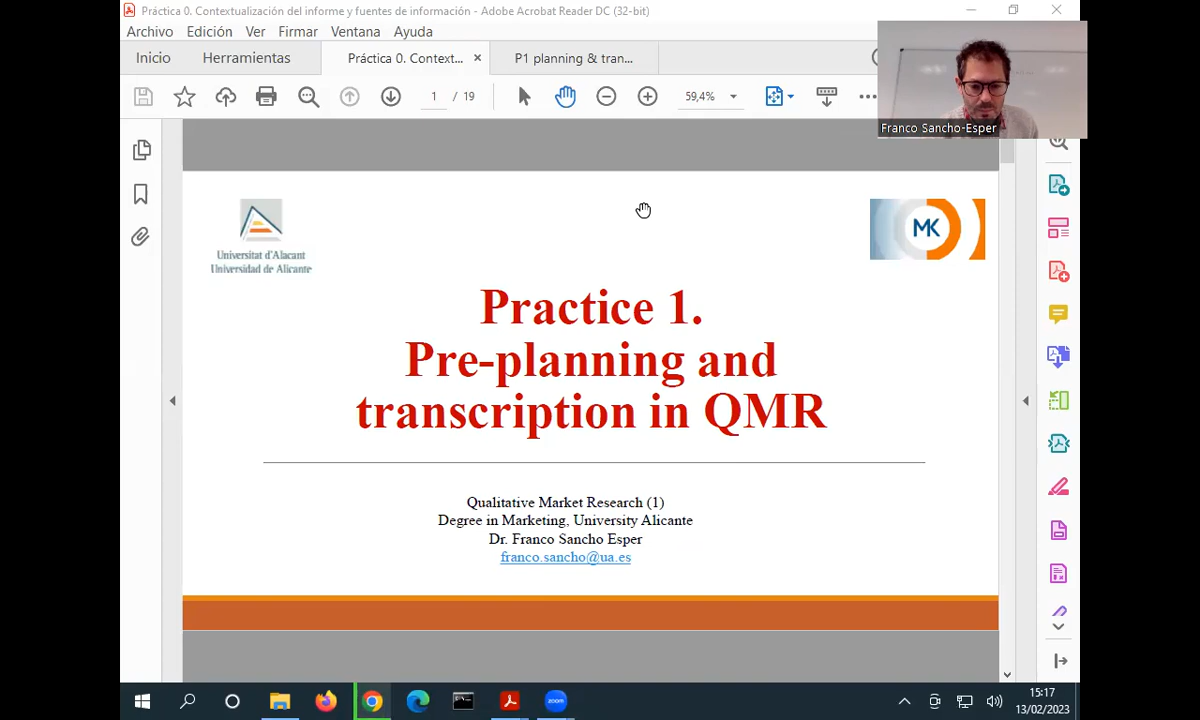 Práctica 0. Contextualización del informe y fuentes de información - Adobe Acrobat Reader DC (32-bit)
Archivo Edición Ver Firmar Ventana Ayuda
Inicio Herramientas Práctica 0. Context... × P1 planning & tran...
1 / 19 59,4%
Franco Sancho-Esper
Universitat d'Alacant
Universidad de Alicante
MK
Practice 1.
Pre-planning and
transcription in QMR
Qualitative Market Research (1)
Degree in Marketing, University Alicante
Dr. Franco Sancho Esper
franco.sancho@ua.es
zoom
15:17
13/02/2023